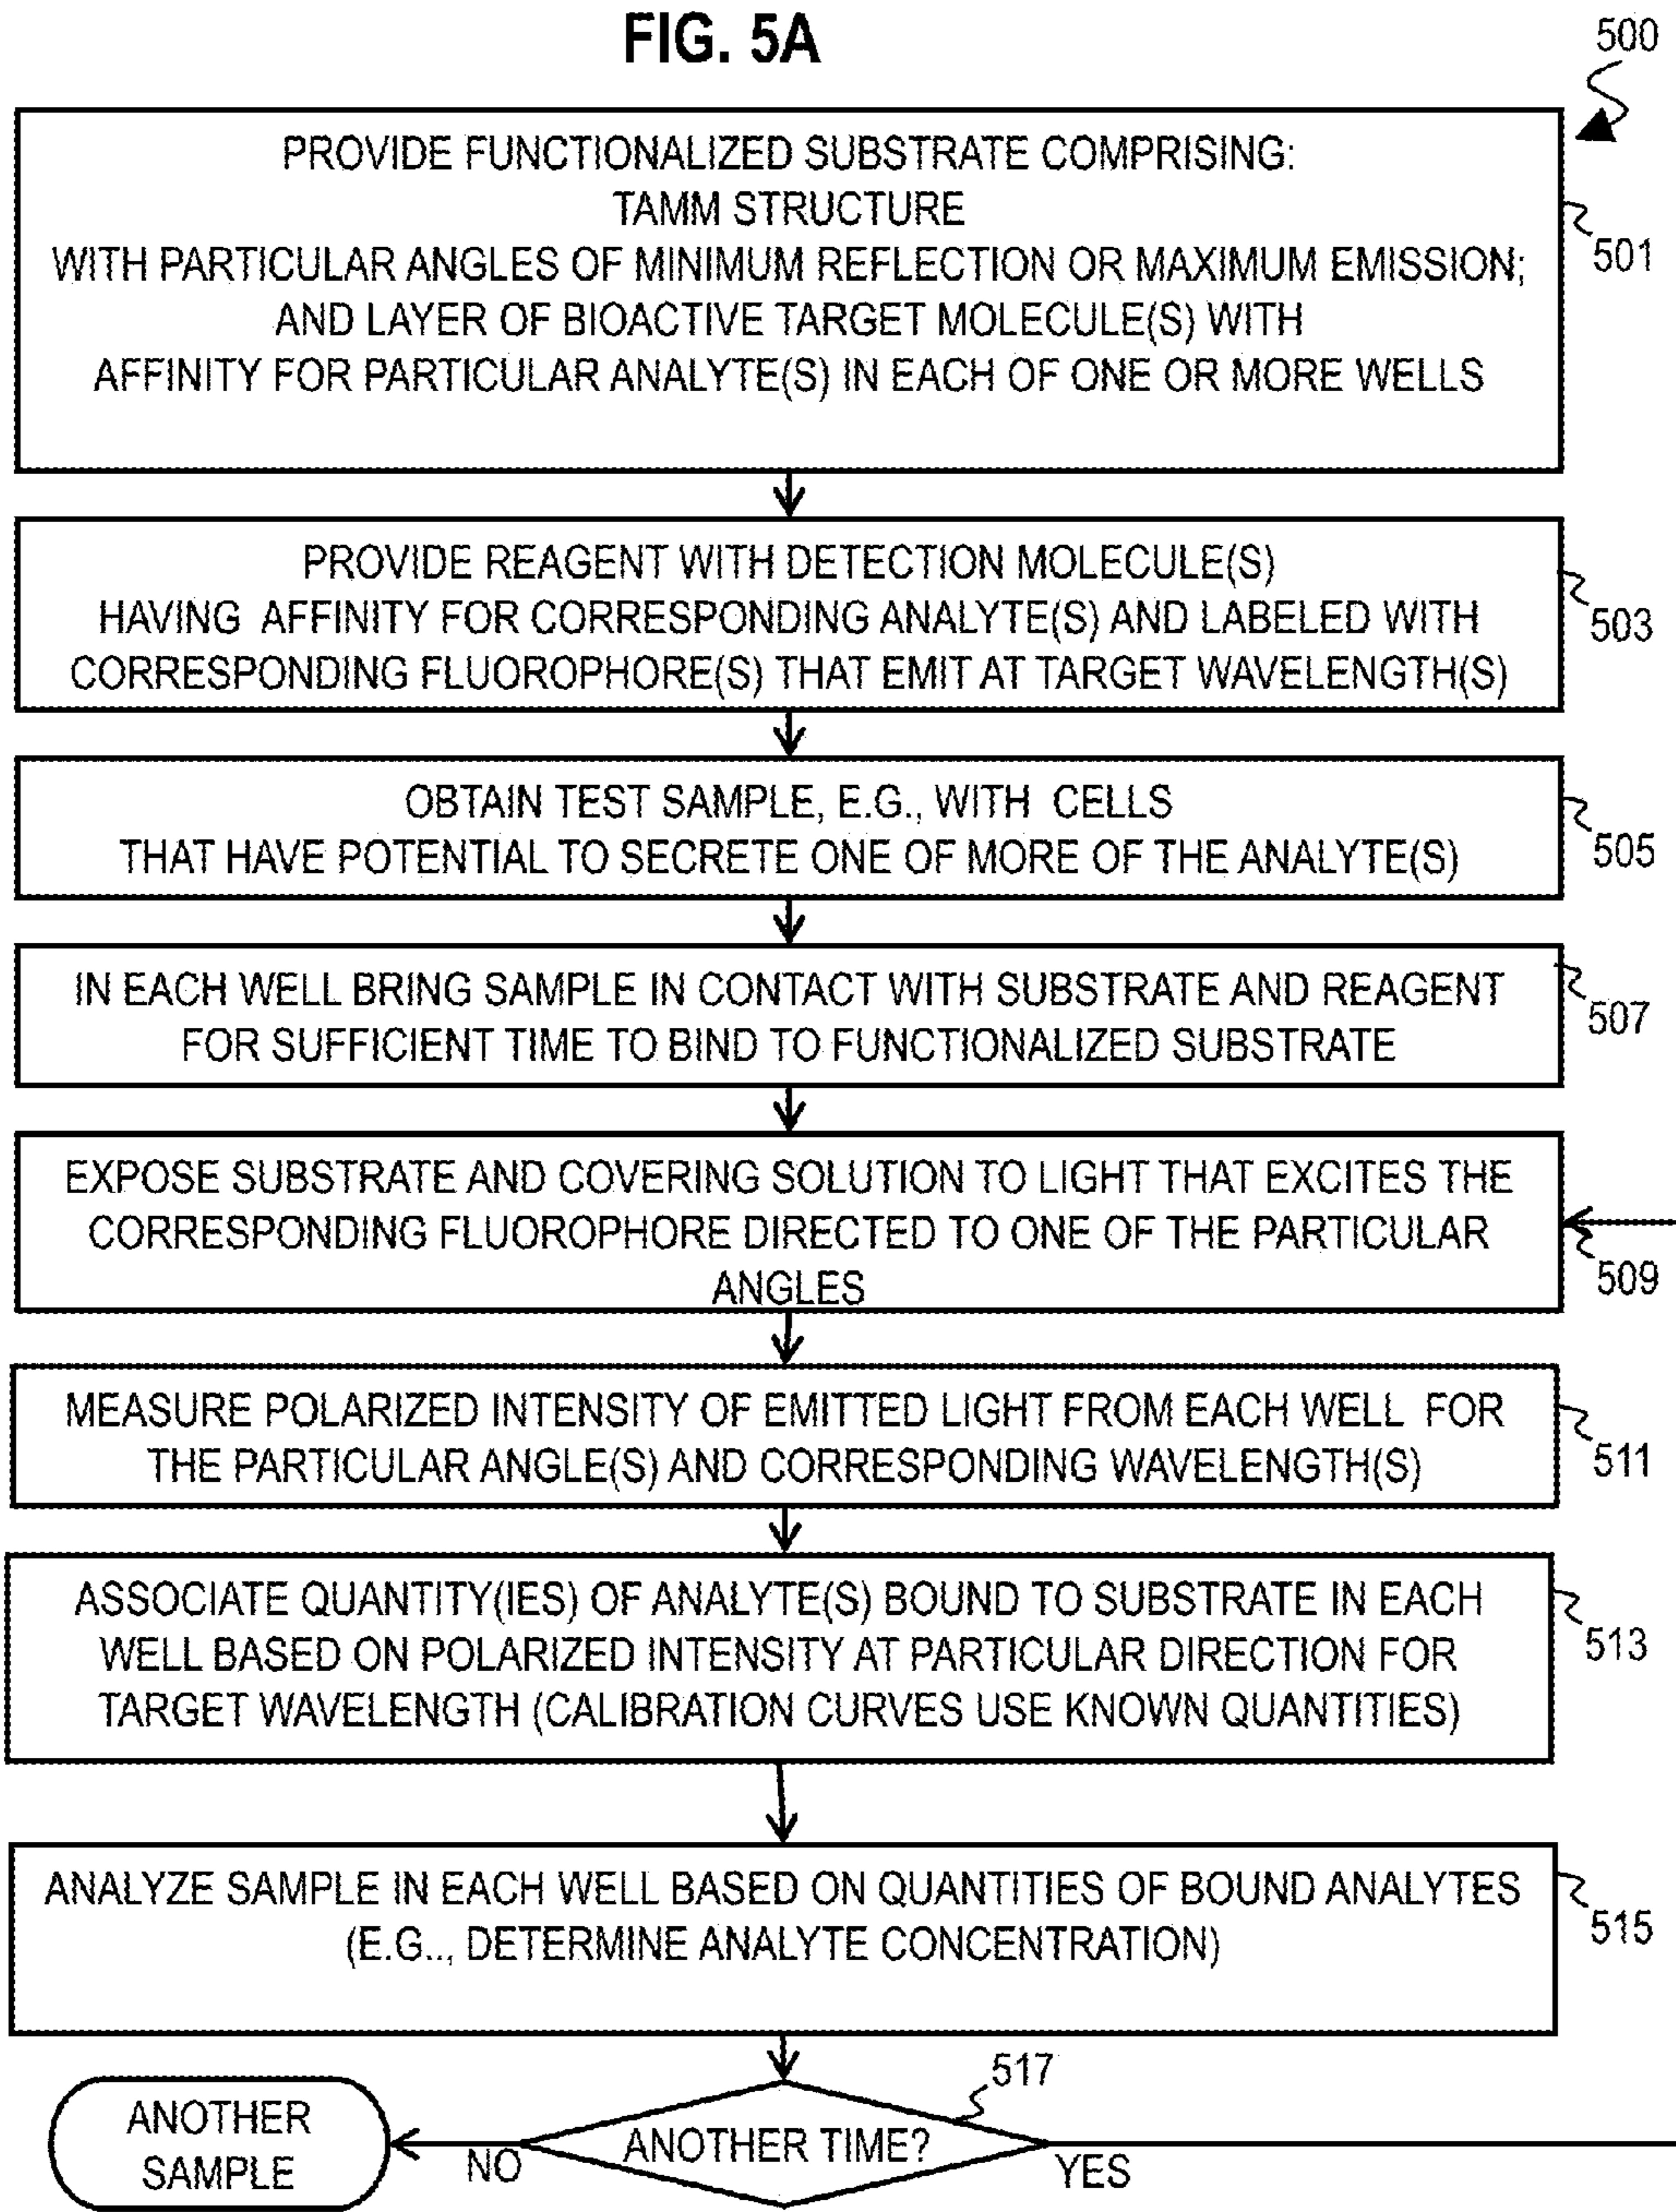 FIG. 5A
500
PROVIDE FUNCTIONALIZED SUBSTRATE COMPRISING:
TAMM STRUCTURE
WITH PARTICULAR ANGLES OF MINIMUM REFLECTION OR MAXIMUM EMISSION;
AND LAYER OF BIOACTIVE TARGET MOLECULE(S) WITH
AFFINITY FOR PARTICULAR ANALYTE(S) IN EACH OF ONE OR MORE WELLS
501
PROVIDE REAGENT WITH DETECTION MOLECULE(S)
HAVING AFFINITY FOR CORRESPONDING ANALYTE(S) AND LABELED WITH
CORRESPONDING FLUOROPHORE(S) THAT EMIT AT TARGET WAVELENGTH(S)
503
OBTAIN TEST SAMPLE, E.G., WITH CELLS
THAT HAVE POTENTIAL TO SECRETE ONE OF MORE OF THE ANALYTE(S)
505
IN EACH WELL BRING SAMPLE IN CONTACT WITH SUBSTRATE AND REAGENT
FOR SUFFICIENT TIME TO BIND TO FUNCTIONALIZED SUBSTRATE
507
EXPOSE SUBSTRATE AND COVERING SOLUTION TO LIGHT THAT EXCITES THE
CORRESPONDING FLUOROPHORE DIRECTED TO ONE OF THE PARTICULAR
ANGLES
509
MEASURE POLARIZED INTENSITY OF EMITTED LIGHT FROM EACH WELL FOR
THE PARTICULAR ANGLE(S) AND CORRESPONDING WAVELENGTH(S)
511
ASSOCIATE QUANTITY(IES) OF ANALYTE(S) BOUND TO SUBSTRATE IN EACH
WELL BASED ON POLARIZED INTENSITY AT PARTICULAR DIRECTION FOR
TARGET WAVELENGTH (CALIBRATION CURVES USE KNOWN QUANTITIES)
513
ANALYZE SAMPLE IN EACH WELL BASED ON QUANTITIES OF BOUND ANALYTES
(E.G.., DETERMINE ANALYTE CONCENTRATION)
515
517
ANOTHER TIME?
NO
YES
ANOTHER
SAMPLE